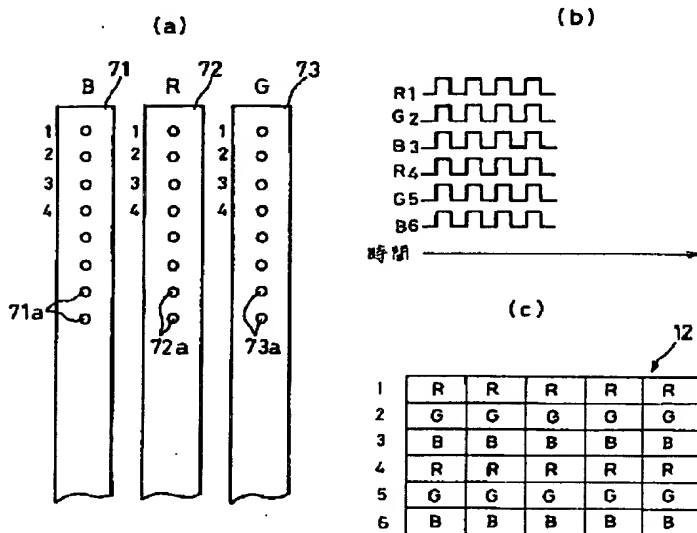 (a)
71 72 73
B R G
1 1 1
2 2 2
3 3 3
4 4 4
71a 72a 73a
(b)
R1
G2
B3
R4
G5
B6
時間
(c)
12
1 R R R R R
2 G G G G G
3 B B B B B
4 R R R R R
5 G G G G G
6 B B B B B